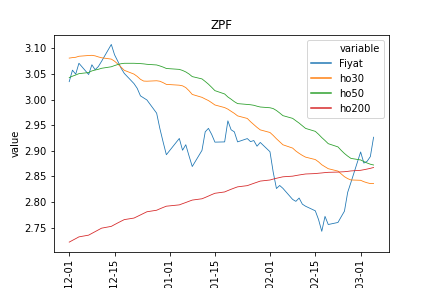 ZPF
value
3.10
3.05
3.00
2.95
2.90
2.85
2.80
2.75
variable
Fiyat
ho30
ho50
ho200
12-01
12-15
01-01
01-15
02-01
02-15
03-01